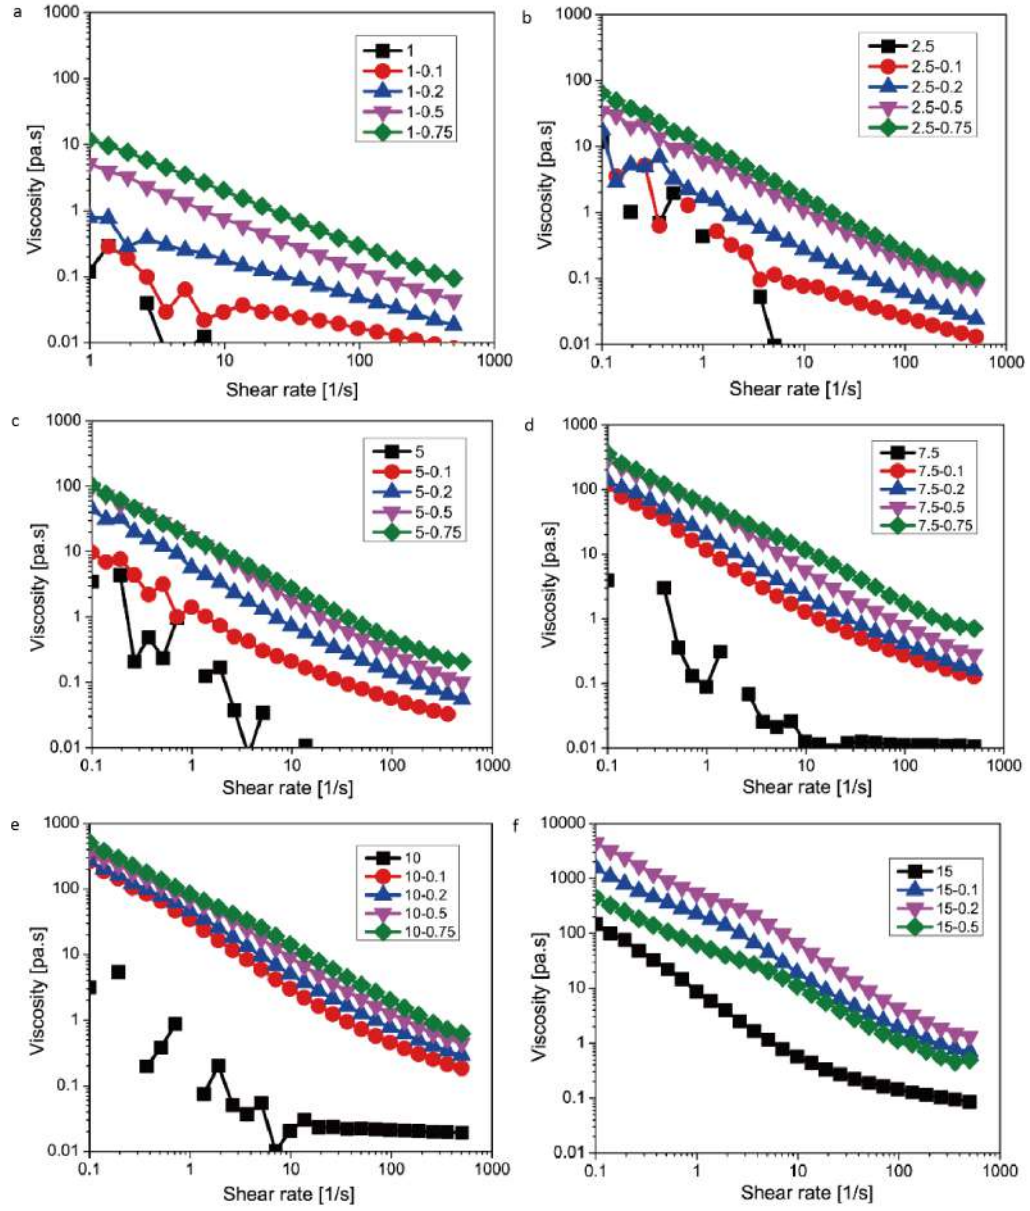 a
1000
100
10
1
0.1
0.01
Viscosity [pa.s]
1
1-0.1
1-0.2
1-0.5
1-0.75
1 10 100 1000
Shear rate [1/s]
b
1000
100
10
1
0.1
0.01
Viscosity [pa.s]
2.5
2.5-0.1
2.5-0.2
2.5-0.5
2.5-0.75
0.1 1 10 100 1000
Shear rate [1/s]
c
1000
100
10
1
0.1
0.01
Viscosity [pa.s]
5
5-0.1
5-0.2
5-0.5
5-0.75
0.1 1 10 100 1000
Shear rate [1/s]
d
1000
100
10
1
0.1
0.01
Viscosity [pa.s]
7.5
7.5-0.1
7.5-0.2
7.5-0.5
7.5-0.75
0.1 1 10 100 1000
Shear rate [1/s]
e
1000
100
10
1
0.1
0.01
Viscosity [pa.s]
10
10-0.1
10-0.2
10-0.5
10-0.75
0.1 1 10 100 1000
Shear rate [1/s]
f
10000
1000
100
10
1
0.1
0.01
Viscosity [pa.s]
15
15-0.1
15-0.2
15-0.5
0.1 1 10 100 1000
Shear rate [1/s]